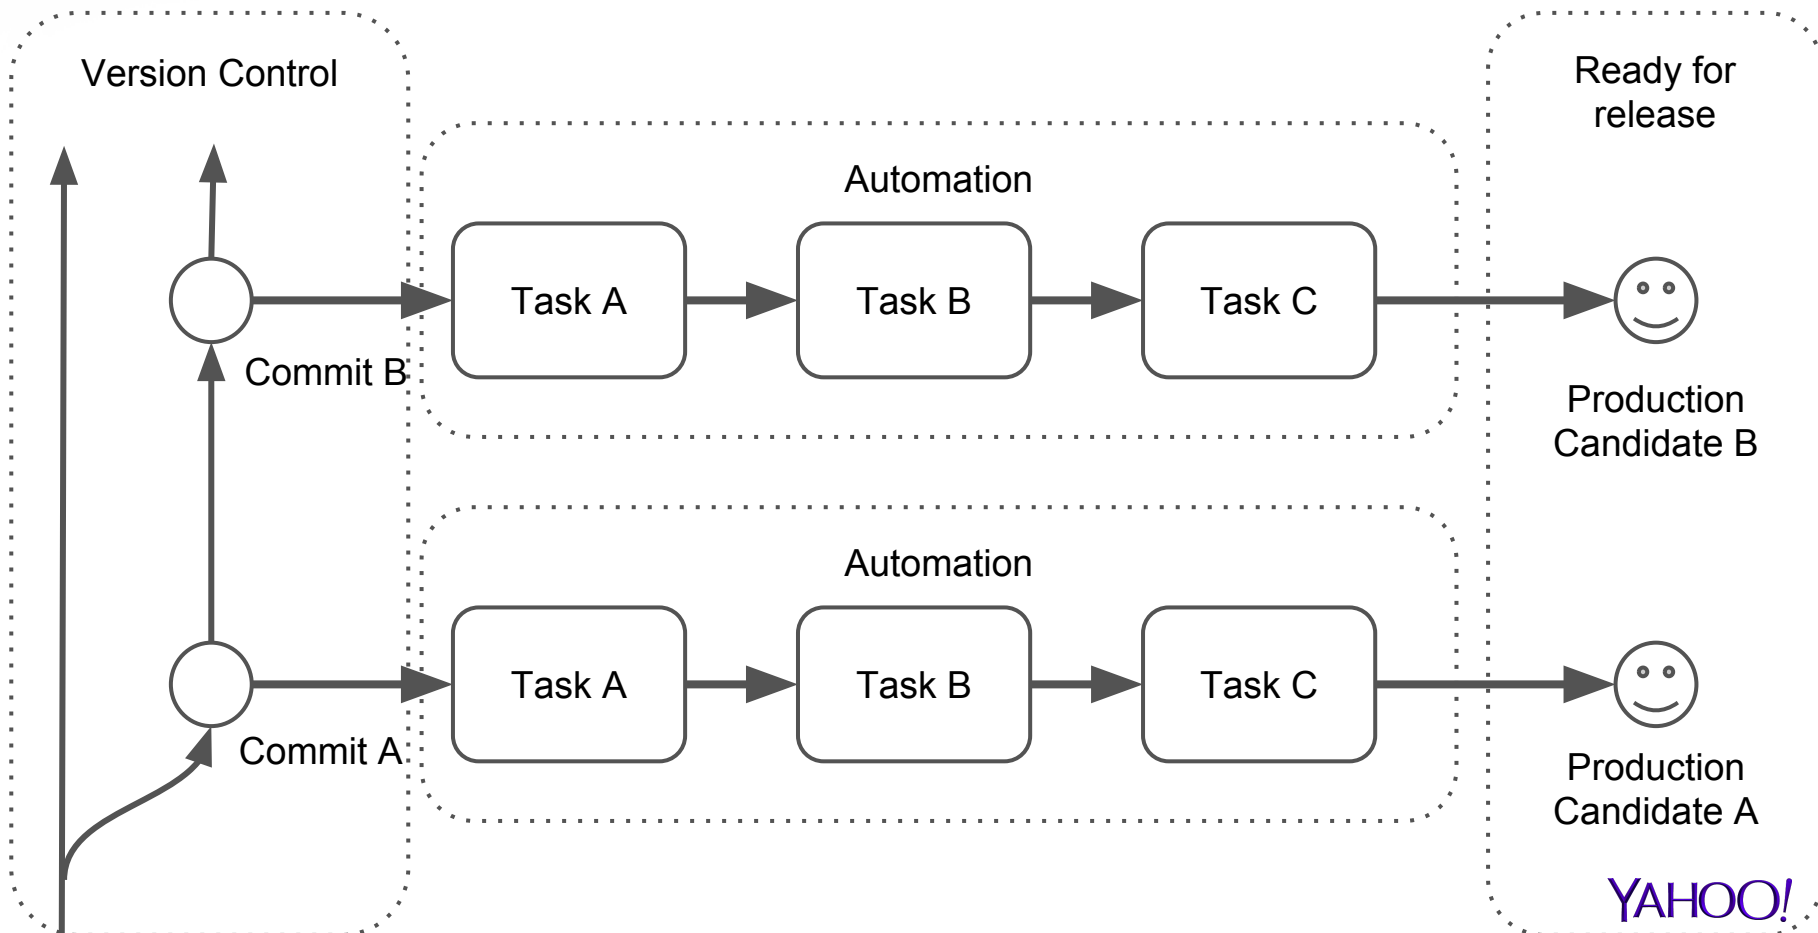 Version Control
Commit B
Commit A
Automation
Task A
Task B
Task C
Automation
Task A
Task B
Task C
Ready for
release
Production
Candidate B
Production
Candidate A
YAHOO!